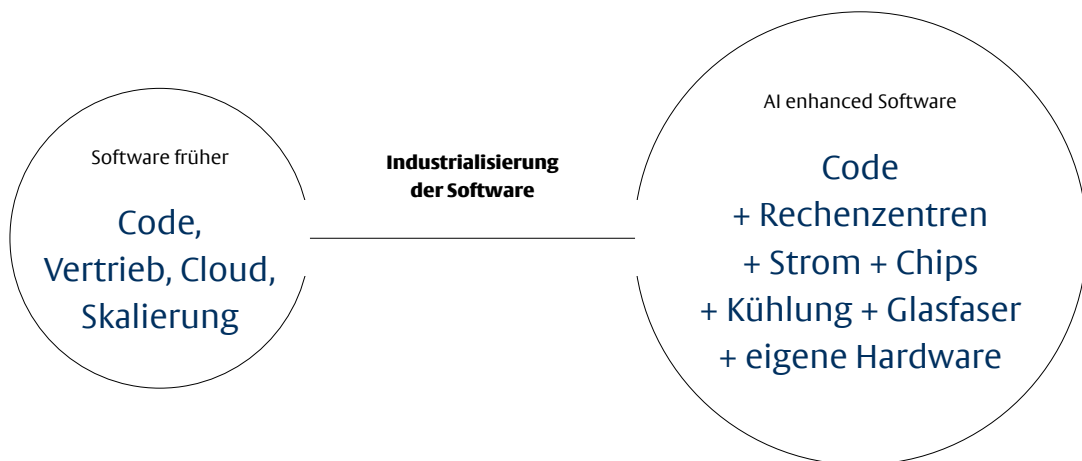 Software früher
Code,
Vertrieb, Cloud,
Skalierung
Industrialisierung
der Software
AI enhanced Software
Code
+ Rechenzentren
+ Strom + Chips
+ Kühlung + Glasfaser
+ eigene Hardware